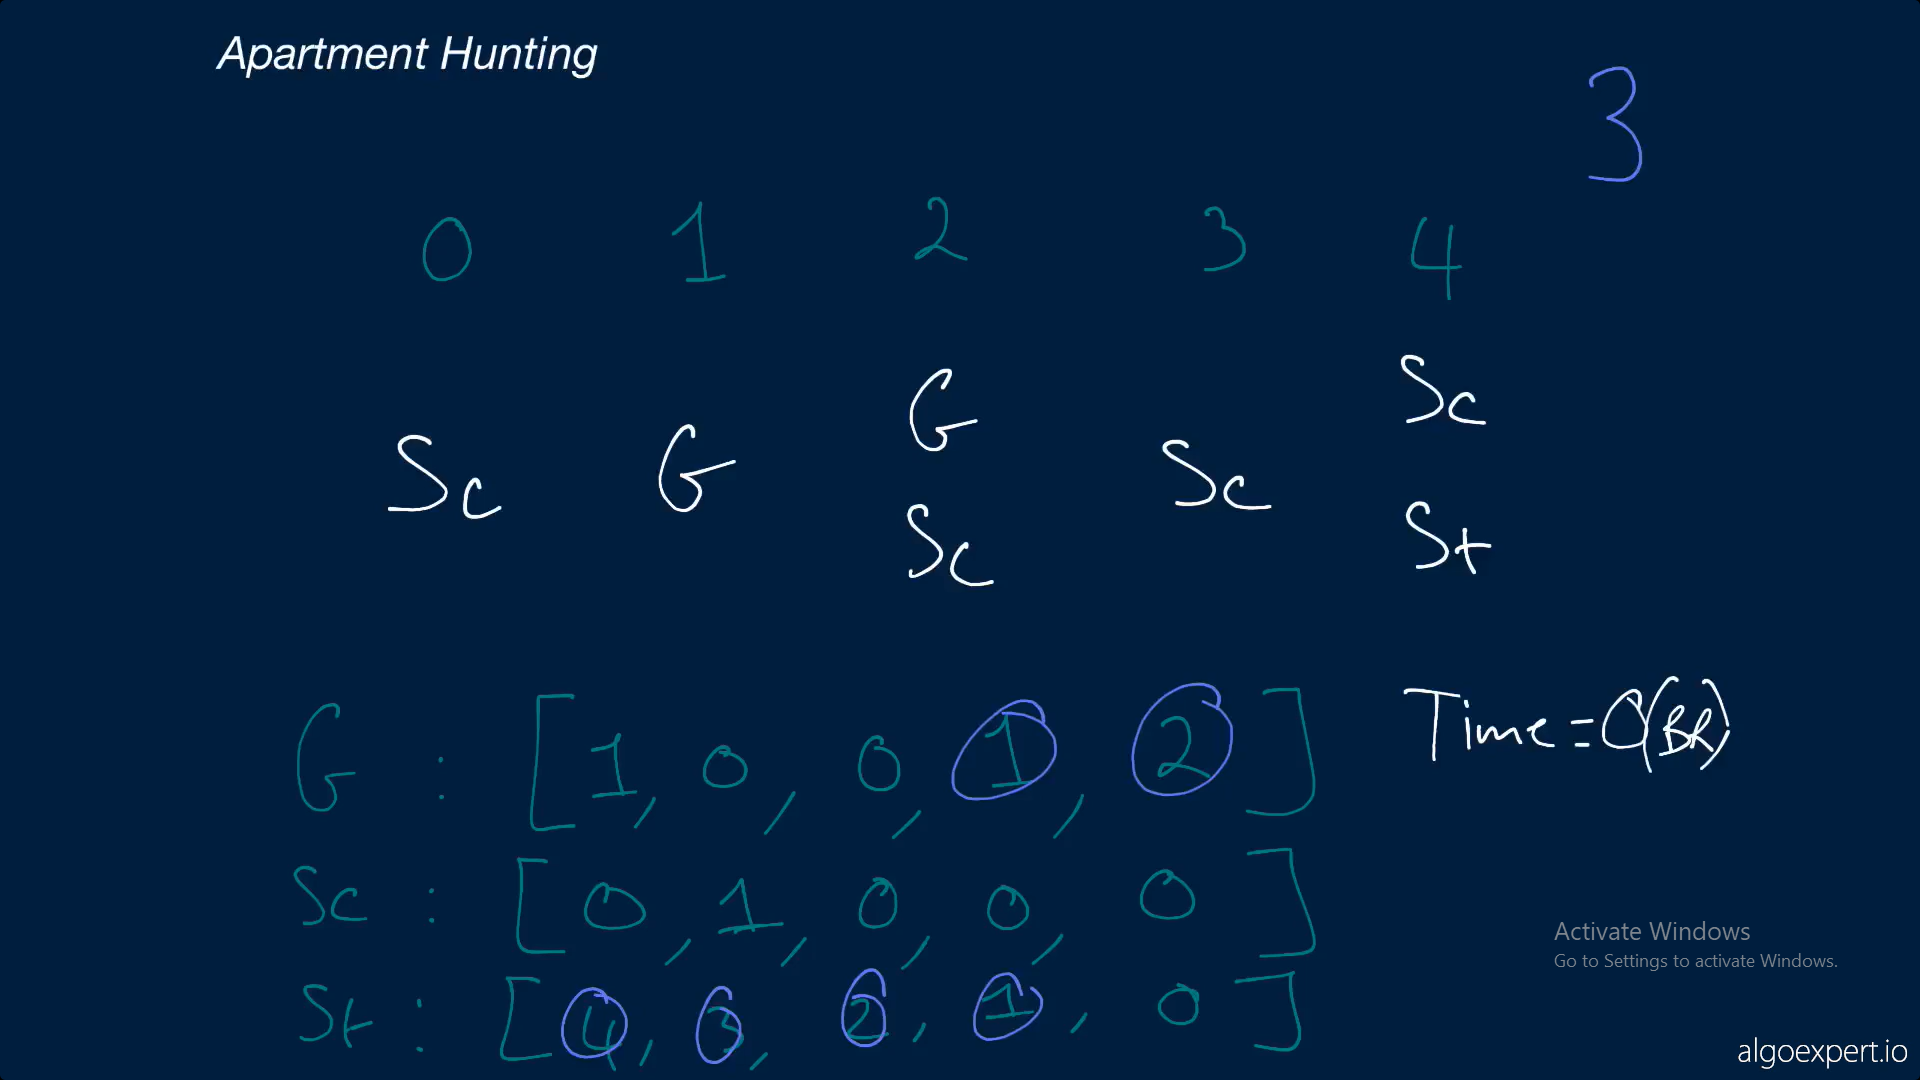 Apartment Hunting
3
0 1 2 3 4
G Sc
Sc G Sc
Sc St
G : [1, 0, 0, 1, 2]
Time = O(BR)
Sc : [0, 1, 0, 0, 0]
Activate Windows
Go to Settings to activate Windows.
St : [4, 3, 2, 1, 0]
algoexpert.io